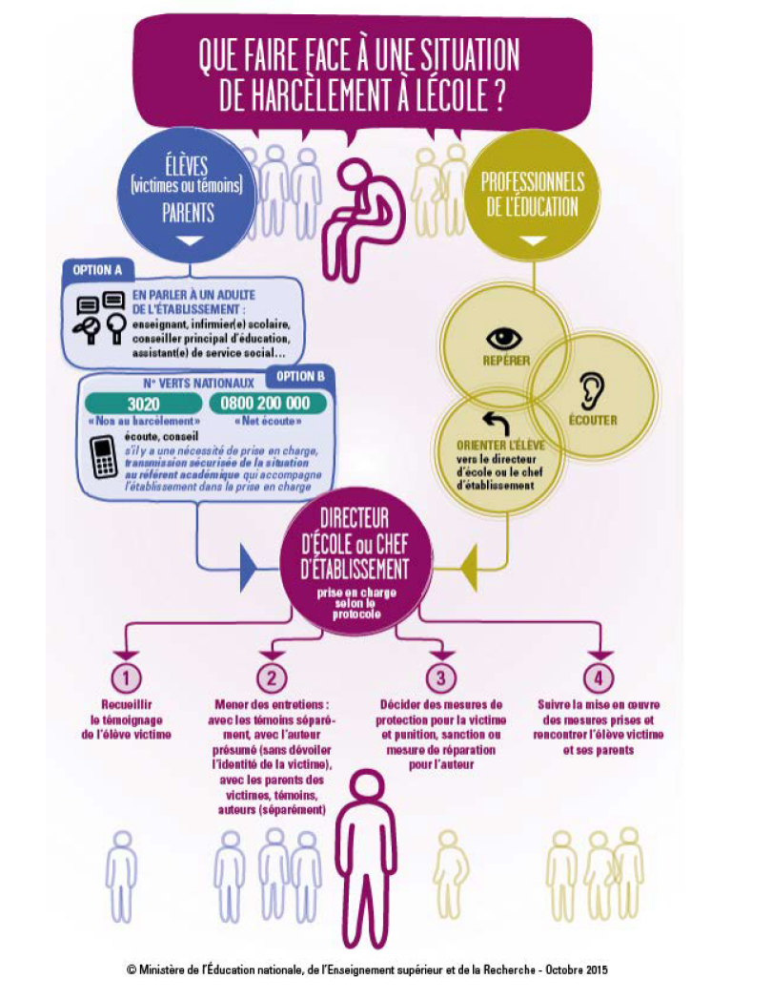 QUE FAIRE FACE À UNE SITUATION
DE HARCÈLEMENT À LÉCOLE ?
ÉLÈVES
(victimes ou témoins)
PARENTS
PROFESSIONNELS
DE L'ÉDUCATION
OPTION A
EN PARLER À UN ADULTE
DE L'ÉTABLISSEMENT :
enseignant, infirmier(e) scolaire,
conseiller principal d'éducation,
assistant(e) de service social...
OPTION B
N° VERTS NATIONAUX
3020
« Non au harcèlement »
0800 200 000
« Net écoute »
écoute, conseil
s'il y a une nécessité de prise en charge,
transmission sécurisée de la situation
au référent académique qui accompagne
l'établissement dans la prise en charge
REPÉRER
ÉCOUTER
ORIENTER L'ÉLÈVE
vers le directeur
d'école ou le chef
d'établissement
DIRECTEUR
D'ÉCOLE ou CHEF
D'ÉTABLISSEMENT
prise en charge
selon le
protocole
1
Recueillir
le témoignage
de l'élève victime
2
Mener des entretiens :
avec les témoins séparé-
ment, avec l'auteur
présumé (sans dévoiler
l'identité de la victime),
avec les parents des
victimes, témoins,
auteurs (séparément)
3
Décider des mesures de
protection pour la victime
et punition, sanction ou
mesure de réparation
pour l'auteur
4
Suivre la mise en œuvre
des mesures prises et
rencontrer l'élève victime
et ses parents
© Ministère de l'Éducation nationale, de l'Enseignement supérieur et de la Recherche - Octobre 2015